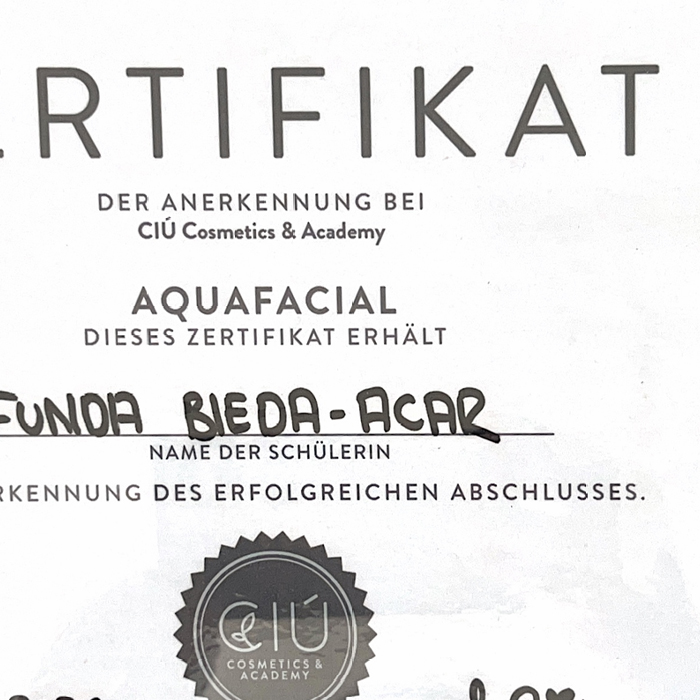 ERTIFIKAT
DER ANERKENNUNG BEI
CIÚ Cosmetics & Academy
AQUAFACIAL
DIESES ZERTIFIKAT ERHÄLT
FUNDA BIEDA-ACAR
NAME DER SCHÜLERIN
RKENNUNG DES ERFOLGREICHEN ABSCHLUSSES.
CIÚ
COSMETICS &
ACADEMY